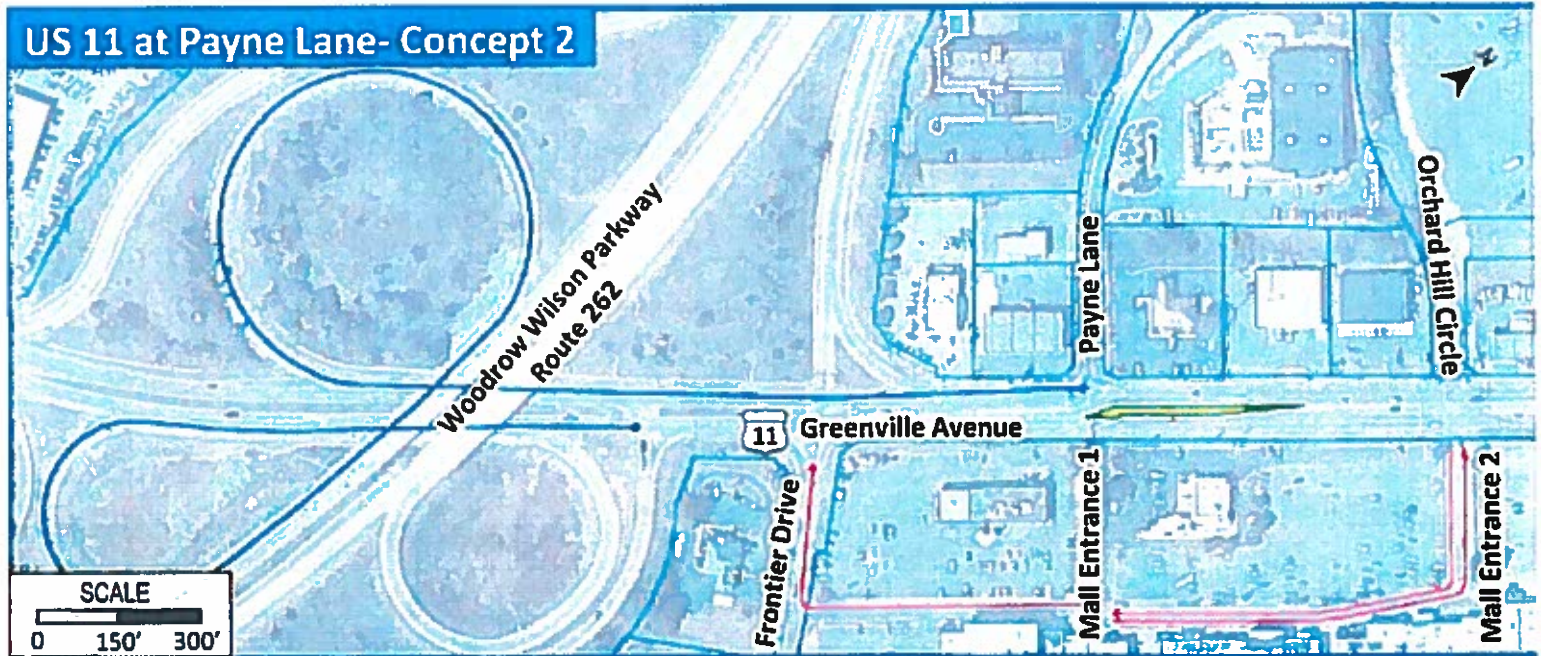 US 11 at Payne Lane- Concept 2
N
Woodrow Wilson Parkway
Route 262
Payne Lane
Orchard Hill Circle
11
Greenville Avenue
Frontier Drive
Mall Entrance 1
Mall Entrance 2
SCALE
0 150' 300'